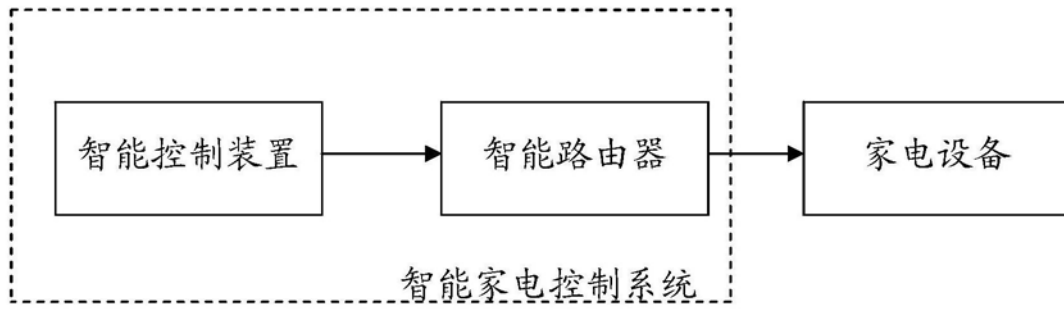 智能控制装置
智能路由器
家电设备
智能家电控制系统